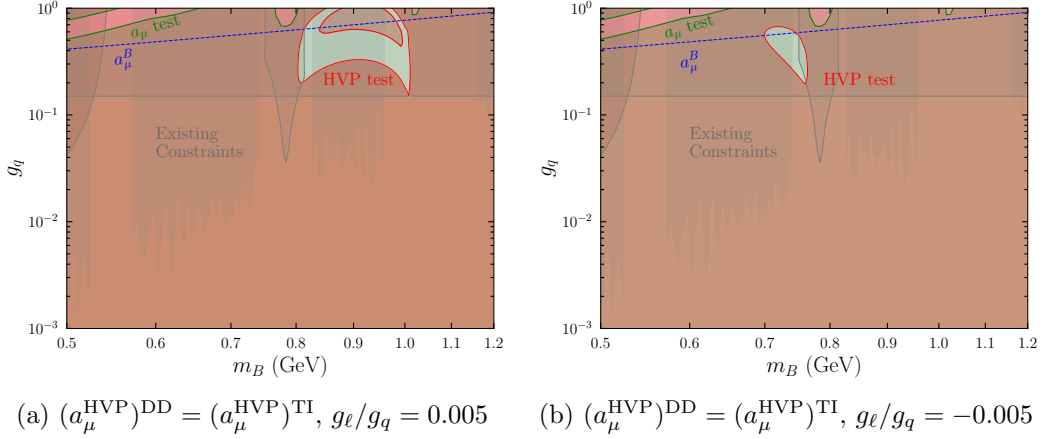 10^0
10^{-1}
10^{-2}
10^{-3}
g_q
a_μ test
a_μ^B
HVP test
Existing
Constraints
0.5 0.6 0.7 0.8 0.9 1.0 1.1 1.2
m_B (GeV)
(a) (a_μ^{HVP})^{DD} = (a_μ^{HVP})^{TI}, g_ℓ/g_q = 0.005
10^0
10^{-1}
10^{-2}
10^{-3}
g_q
a_μ test
a_μ^B
HVP test
Existing
Constraints
0.5 0.6 0.7 0.8 0.9 1.0 1.1 1.2
m_B (GeV)
(b) (a_μ^{HVP})^{DD} = (a_μ^{HVP})^{TI}, g_ℓ/g_q = −0.005